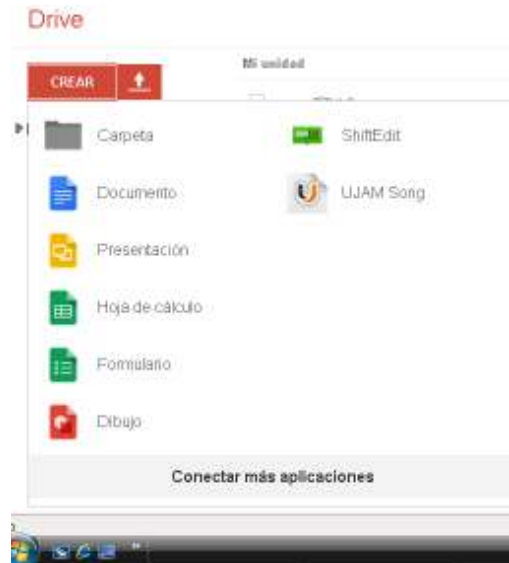 Drive
Mi unidad
CREAR
Carpeta
ShiftEdit
Documento
UJAM Song
Presentación
Hoja de cálculo
Formulario
Dibujo
Conectar más aplicaciones